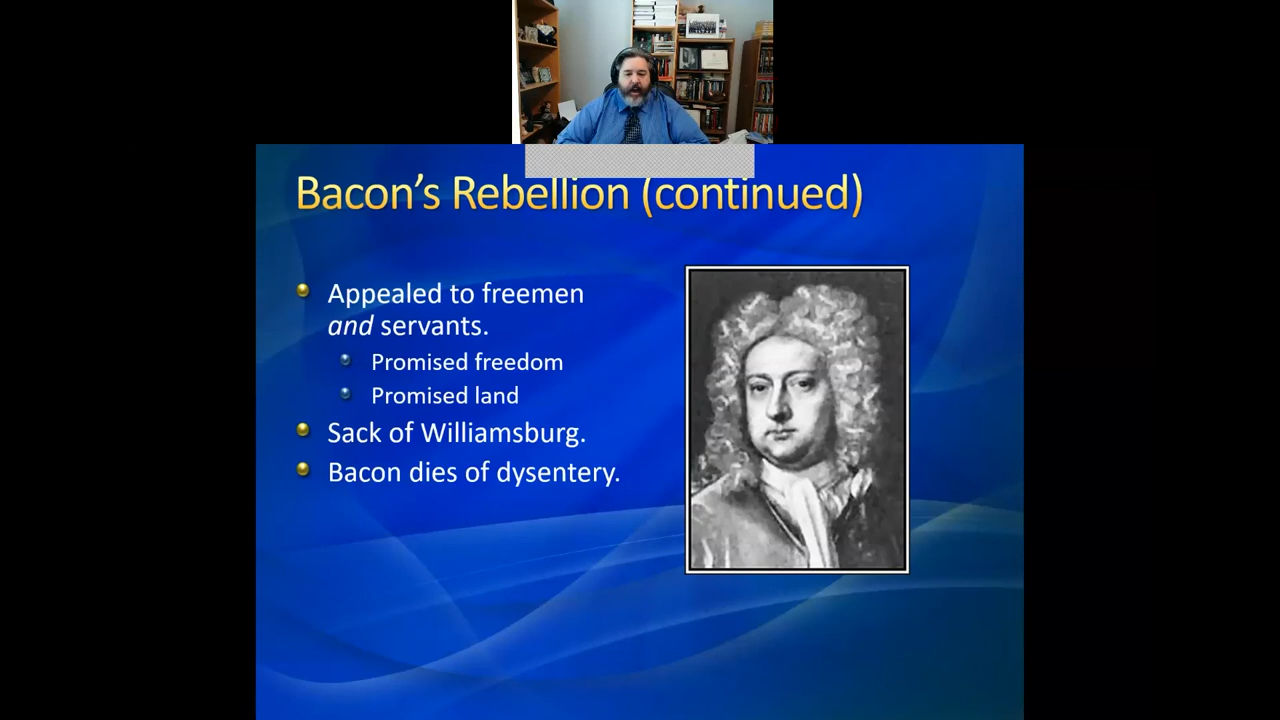 Bacon’s Rebellion (continued)
Appealed to freemen
and servants.
Promised freedom
Promised land
Sack of Williamsburg.
Bacon dies of dysentery.